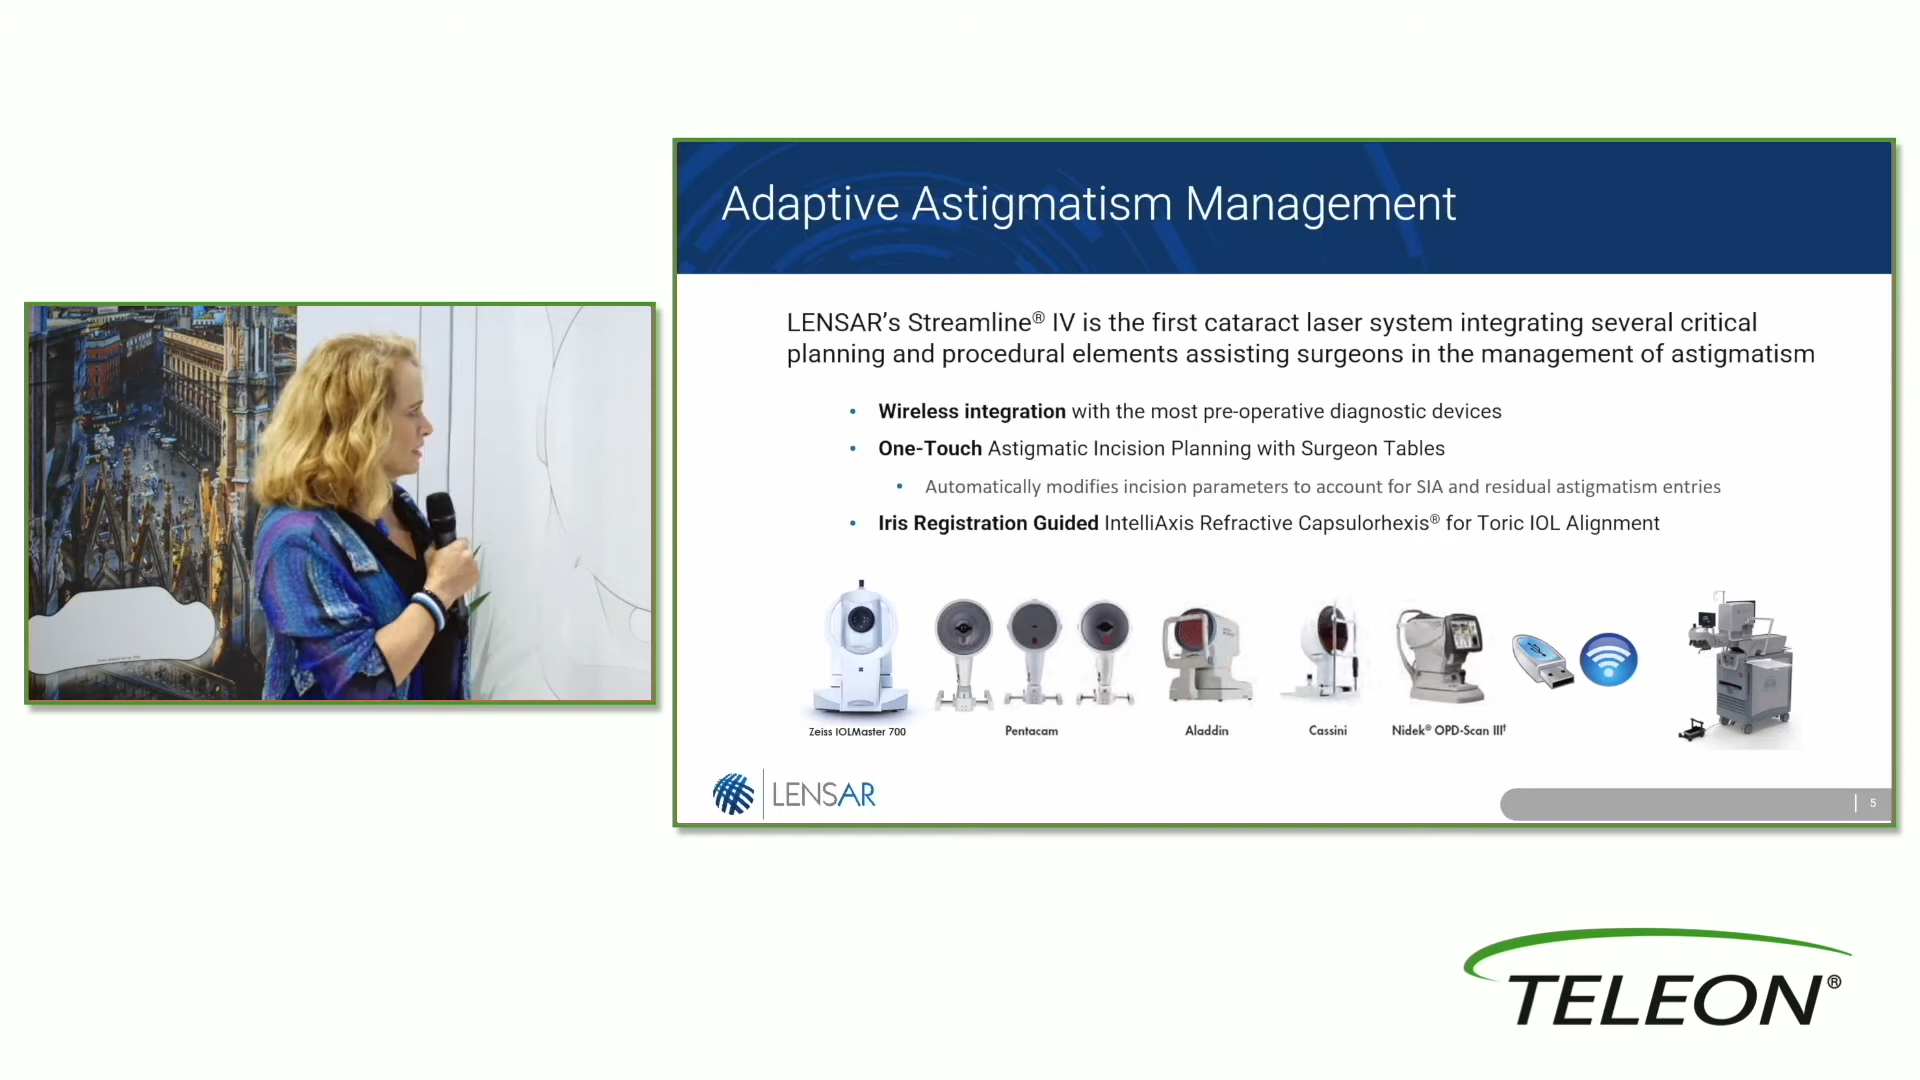 Adaptive Astigmatism Management
LENSAR’s Streamline® IV is the first cataract laser system integrating several critical
planning and procedural elements assisting surgeons in the management of astigmatism
• Wireless integration with the most pre-operative diagnostic devices
• One-Touch Astigmatic Incision Planning with Surgeon Tables
• Automatically modifies incision parameters to account for SIA and residual astigmatism entries
• Iris Registration Guided IntelliAxis Refractive Capsulorhexis® for Toric IOL Alignment
Zeiss IOLMaster 700
Pentacam
Aladdin
Cassini
Nidek® OPD-Scan III†
LENSAR
5
TELEON®